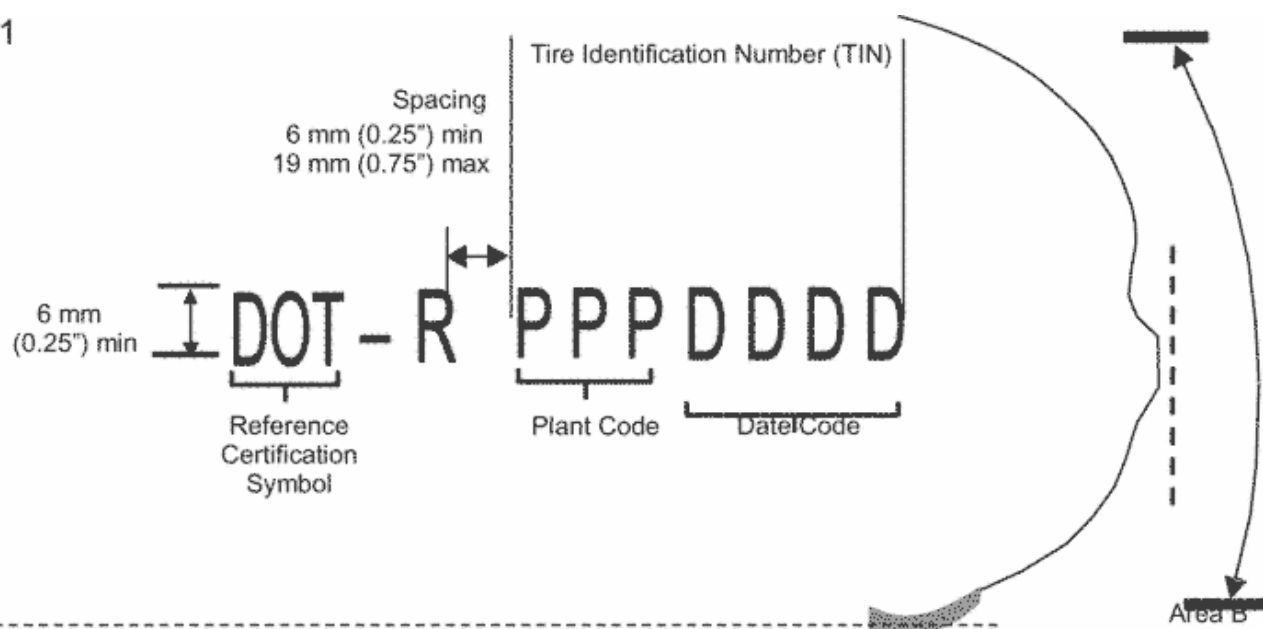 1
Tire Identification Number (TIN)
Spacing
6 mm (0.25") min
19 mm (0.75") max
6 mm
(0.25") min
DOT - R P P P D D D D
Reference
Certification
Symbol
Plant Code
Date Code
Area B